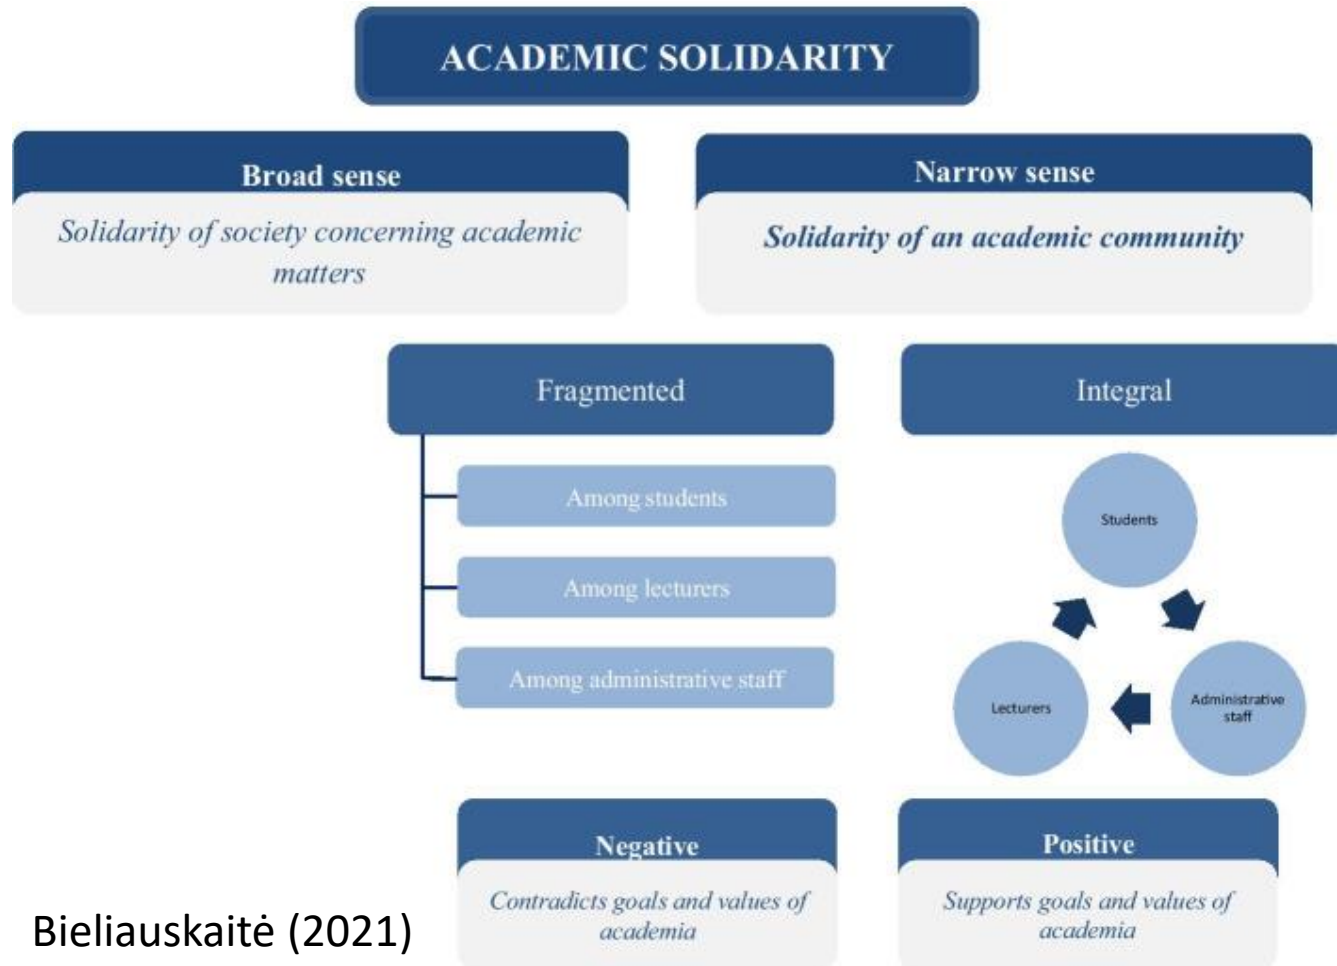 ACADEMIC SOLIDARITY
Broad sense
Solidarity of society concerning academic
matters
Narrow sense
Solidarity of an academic community
Fragmented
Among students
Among lecturers
Among administrative staff
Integral
Students
Administrative
staff
Lecturers
Negative
Contradicts goals and values of
academia
Positive
Supports goals and values of
academia
Bieliauskaitė (2021)